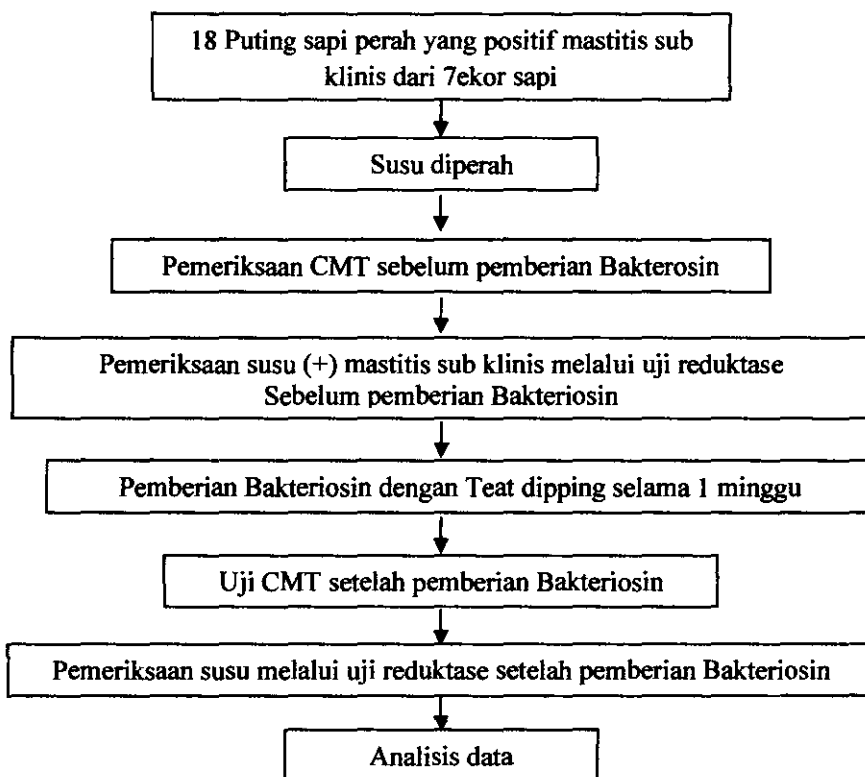 18 Puting sapi perah yang positif mastitis sub
klinis dari 7ekor sapi
Susu diperah
Pemeriksaan CMT sebelum pemberian Bakterosin
Pemeriksaan susu (+) mastitis sub klinis melalui uji reduktase
Sebelum pemberian Bakteriosin
Pemberian Bakteriosin dengan Teat dipping selama 1 minggu
Uji CMT setelah pemberian Bakteriosin
Pemeriksaan susu melalui uji reduktase setelah pemberian Bakteriosin
Analisis data